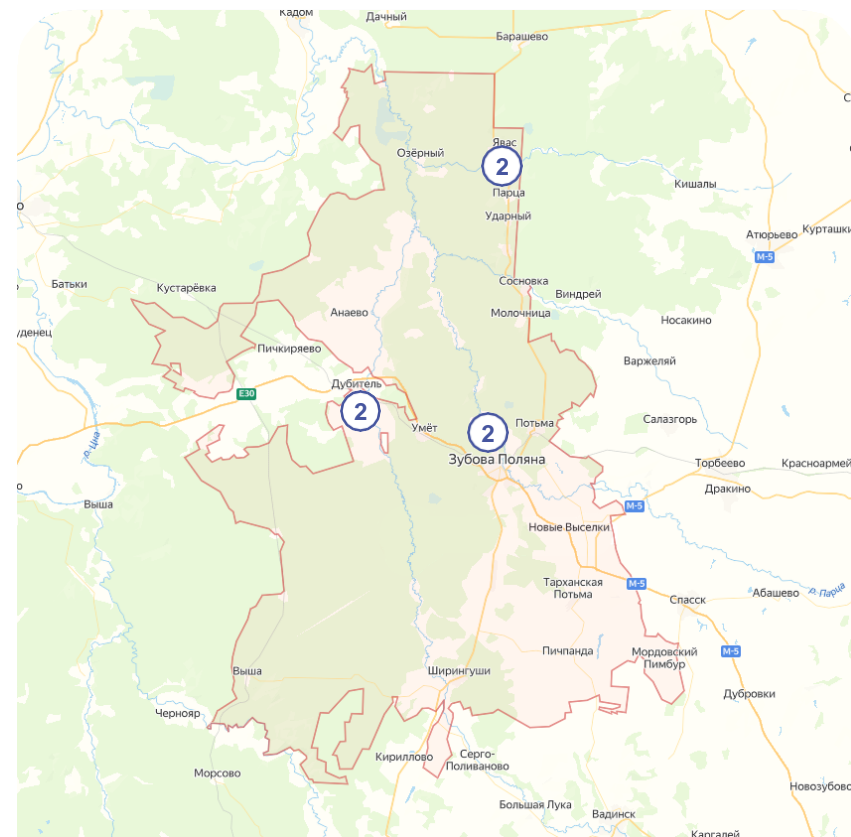 Кадом
Дачный
Барашево
Явас
Озёрный
2
Парца
Кишалы
Ударный
Атюрьево
Курташки
М-5
Сосновка
Батьки
Кустарёвка
Виндрей
Анаево
Молочница
Носакино
уденец
Пичкиряево
Варжеляй
Дубитель
E30
2
Умёт
2
Потьма
Салазгорь
р. Цна
Зубова Поляна
Торбеево
Красноармей
Дракино
Выша
М-5
Новые Выселки
Тарханская
Потьма
М-5
Спасск
Абашево
р. Парца
Пичпанда
Мордовский
Пимбур
М-5
Выша
Ширингуши
Дубровки
Чернояр
Кириллово
Серго-
Поливаново
Морсово
Новозубово
Большая Лука
Вадинск
Каргалей